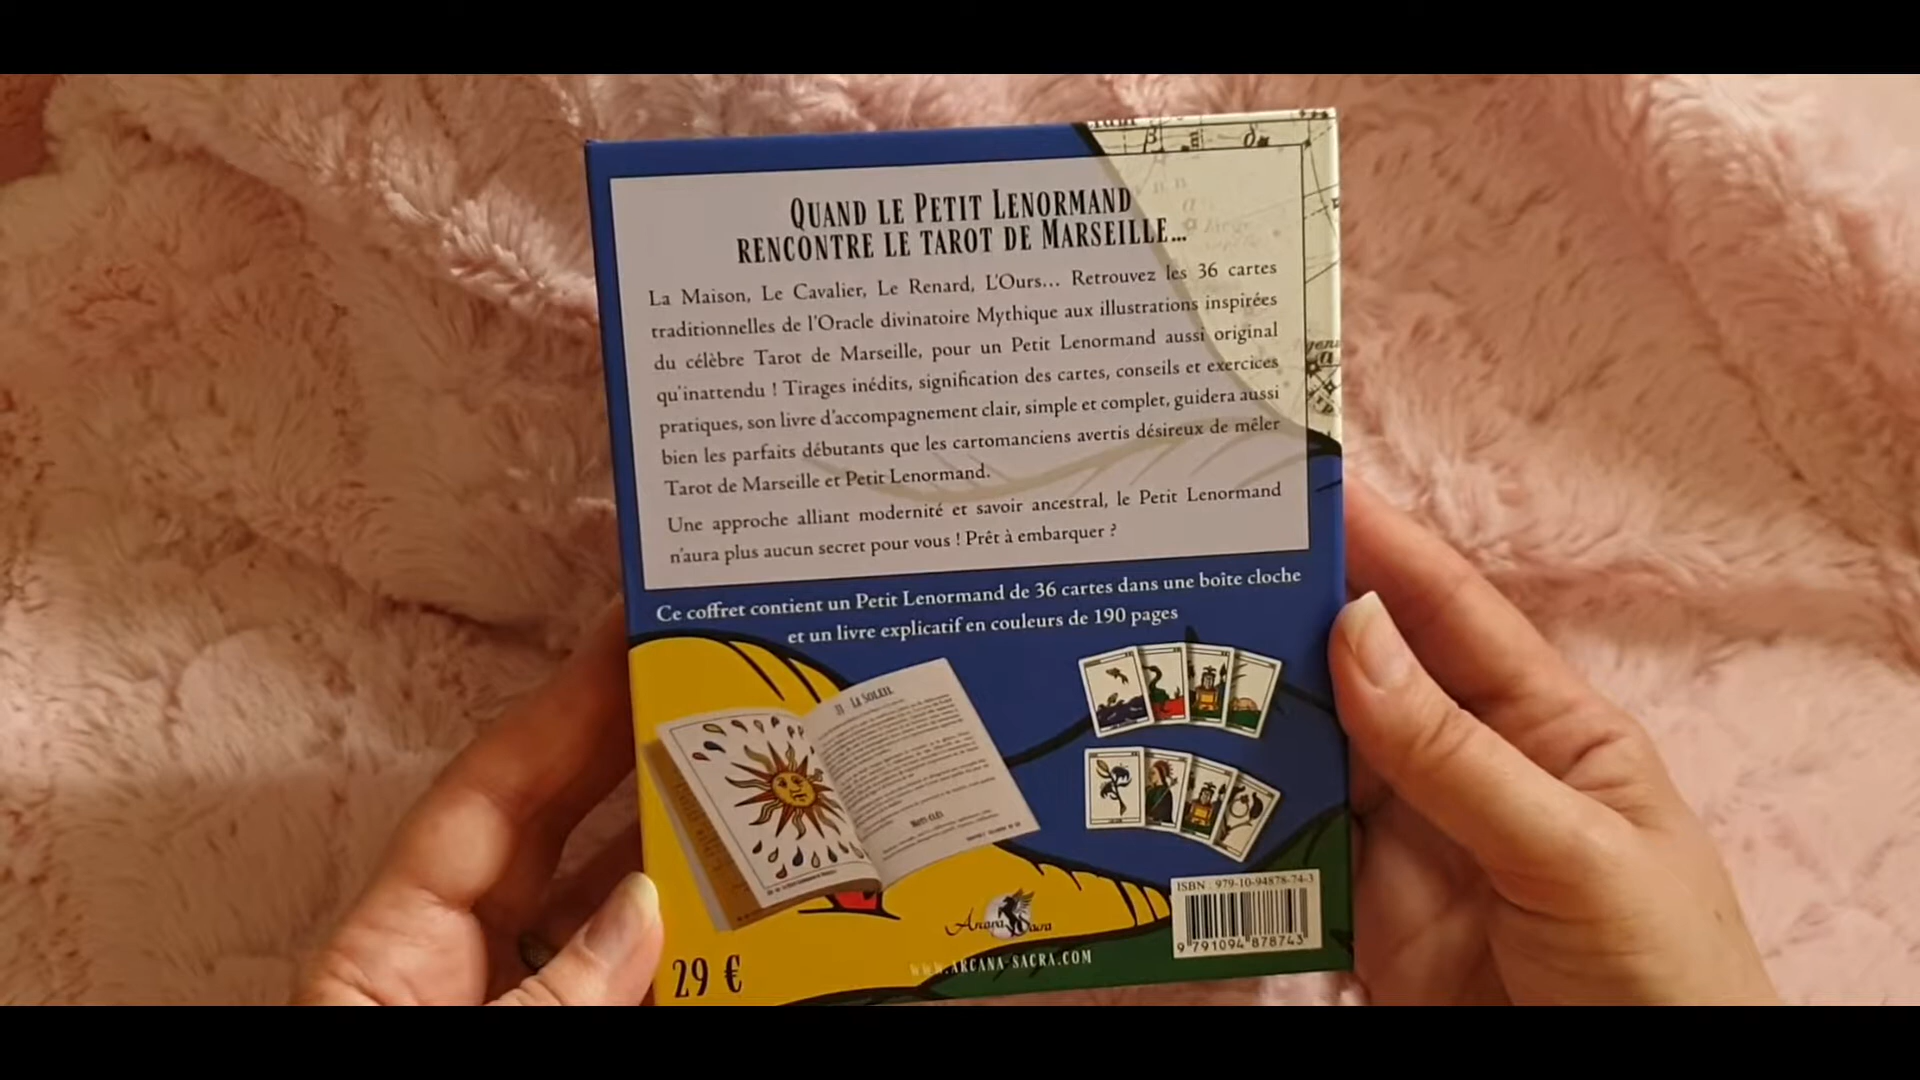 QUAND LE PETIT LENORMAND
RENCONTRE LE TAROT DE MARSEILLE...
La Maison, Le Cavalier, Le Renard, L'Ours... Retrouvez les 36 cartes
traditionnelles de l'Oracle divinatoire Mythique aux illustrations inspirées
du célèbre Tarot de Marseille, pour un Petit Lenormand aussi original
qu'inattendu ! Tirages inédits, signification des cartes, conseils et exercices
pratiques, son livre d'accompagnement clair, simple et complet, guidera aussi
bien les parfaits débutants que les cartomanciens avertis désireux de mêler
Tarot de Marseille et Petit Lenormand.
Une approche alliant modernité et savoir ancestral, le Petit Lenormand
n'aura plus aucun secret pour vous ! Prêt à embarquer ?
Ce coffret contient un Petit Lenormand de 36 cartes dans une boîte cloche
et un livre explicatif en couleurs de 190 pages
31 LE SOLEIL
MOTS-CLÉS
ISBN : 979-10-94878-74-3
9 791094 878743
Arcana Sacra
WWW.ARCANA-SACRA.COM
29 €